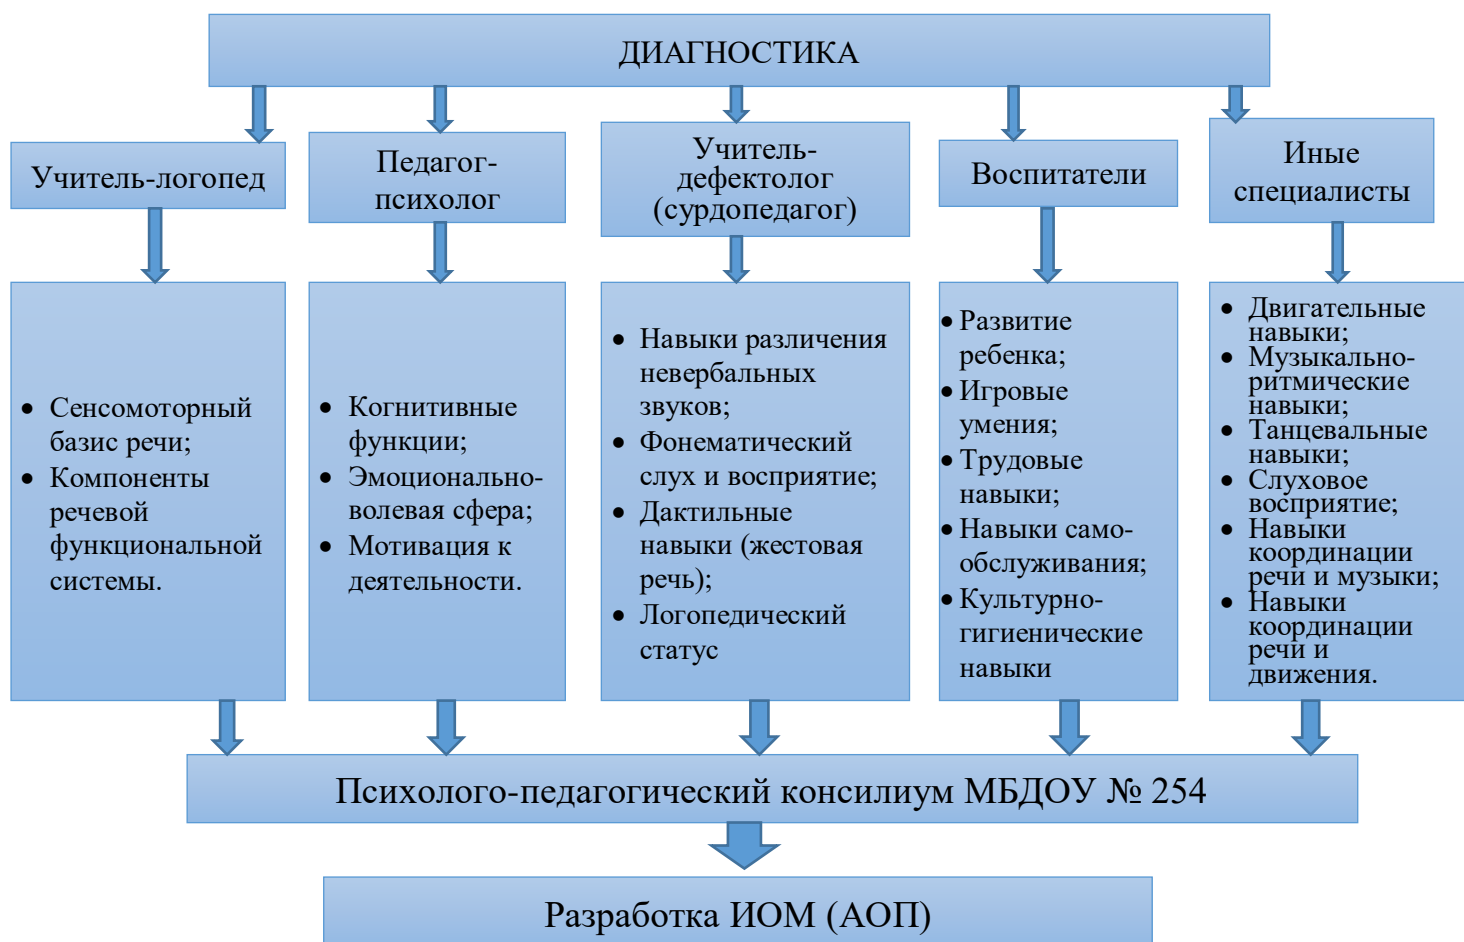 ДИАГНОСТИКА
Учитель-логопед
Педагог-
психолог
Учитель-
дефектолог
(сурдопедагог)
Воспитатели
Иные
специалисты
• Сенсомоторный
базис речи;
• Компоненты
речевой
функциональной
системы.
• Когнитивные
функции;
• Эмоционально-
волевая сфера;
• Мотивация к
деятельности.
• Навыки различения
невербальных
звуков;
• Фонематический
слух и восприятие;
• Дактильные
навыки (жестовая
речь);
• Логопедический
статус
• Развитие
ребенка;
• Игровые
умения;
• Трудовые
навыки;
• Навыки само-
обслуживания;
• Культурно-
гигиенические
навыки
• Двигательные
навыки;
• Музыкально-
ритмические
навыки;
• Танцевальные
навыки;
• Слуховое
восприятие;
• Навыки
координации
речи и музыки;
• Навыки
координации
речи и
движения.
Психолого-педагогический консилиум МБДОУ № 254
Разработка ИОМ (АОП)